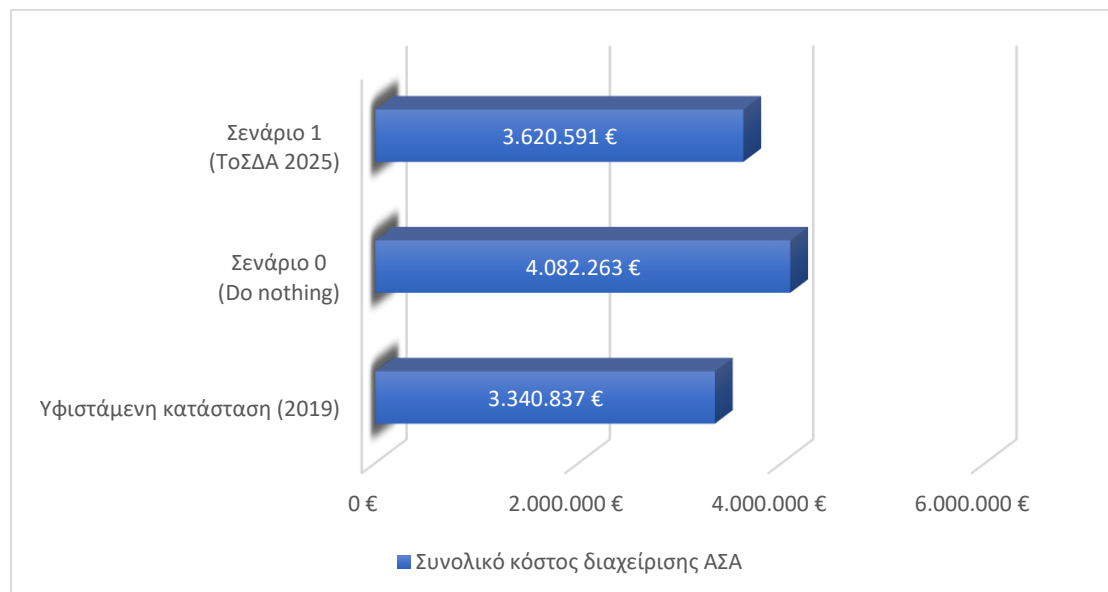 Σενάριο 1
(ΤοΣΔΑ 2025)
3.620.591 €
Σενάριο 0
(Do nothing)
4.082.263 €
Υφιστάμενη κατάσταση (2019)
3.340.837 €
0 €
2.000.000 €
4.000.000 €
6.000.000 €
Συνολικό κόστος διαχείρισης ΑΣΑ